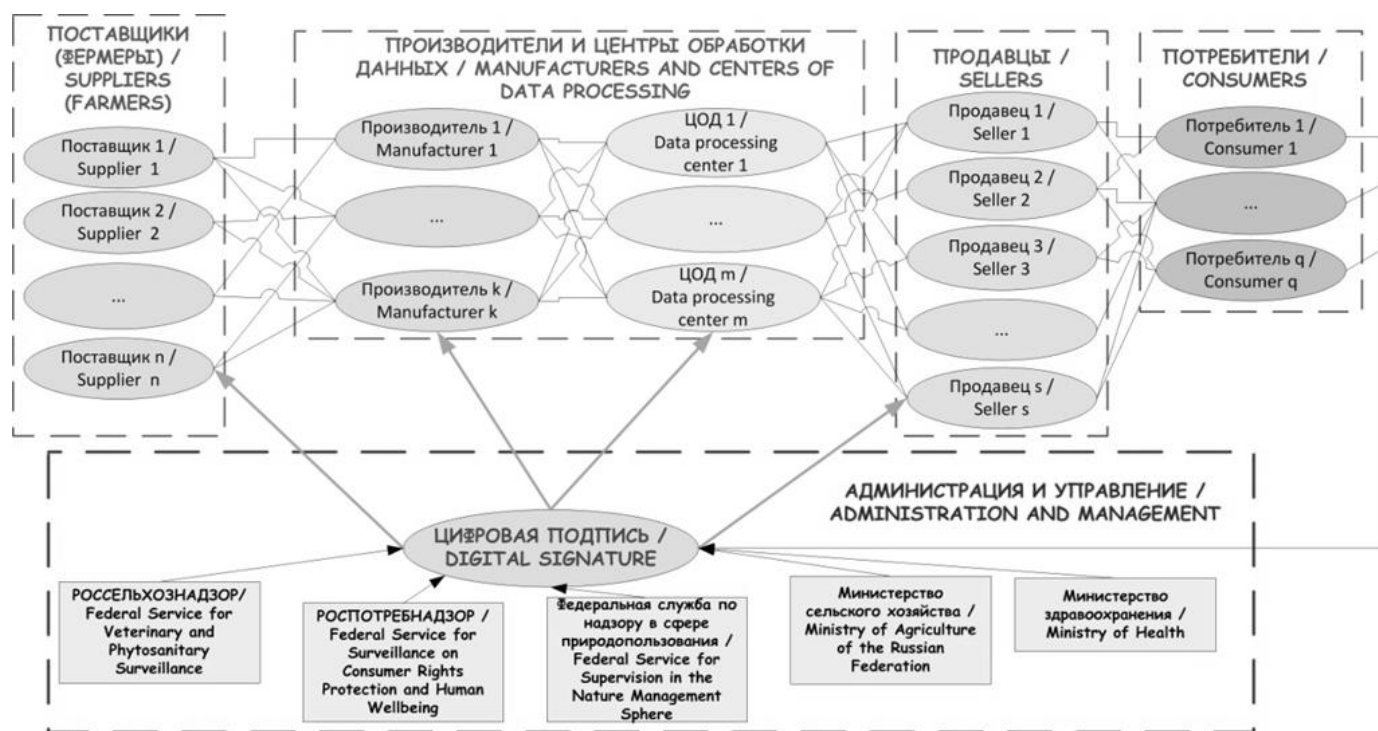 ПОСТАВЩИКИ
(ФЕРМЕРЫ) /
SUPPLIERS
(FARMERS)
Поставщик 1 /
Supplier 1
Поставщик 2 /
Supplier 2
...
Поставщик n /
Supplier n
ПРОИЗВОДИТЕЛИ И ЦЕНТРЫ ОБРАБОТКИ
ДАННЫХ / MANUFACTURERS AND CENTERS OF
DATA PROCESSING
Производитель 1 /
Manufacturer 1
...
Производитель k /
Manufacturer k
ЦОД 1 /
Data processing
center 1
...
ЦОД m /
Data processing
center m
ПРОДАВЦЫ /
SELLERS
Продавец 1 /
Seller 1
Продавец 2 /
Seller 2
Продавец 3 /
Seller 3
...
Продавец s /
Seller s
ПОТРЕБИТЕЛИ /
CONSUMERS
Потребитель 1 /
Consumer 1
...
Потребитель q /
Consumer q
АДМИНИСТРАЦИЯ И УПРАВЛЕНИЕ /
ADMINISTRATION AND MANAGEMENT
ЦИФРОВАЯ ПОДПИСЬ /
DIGITAL SIGNATURE
РОССЕЛЬХОЗНАДЗОР/
Federal Service for
Veterinary and
Phytosanitary
Surveillance
РОСПОТРЕБНАДЗОР /
Federal Service for
Surveillance on
Consumer Rights
Protection and Human
Wellbeing
Федеральная служба по
надзору в сфере
природопользования /
Federal Service for
Supervision in the
Nature Management
Sphere
Министерство
сельского хозяйства /
Ministry of Agriculture
of the Russian
Federation
Министерство
здравоохранения /
Ministry of Health